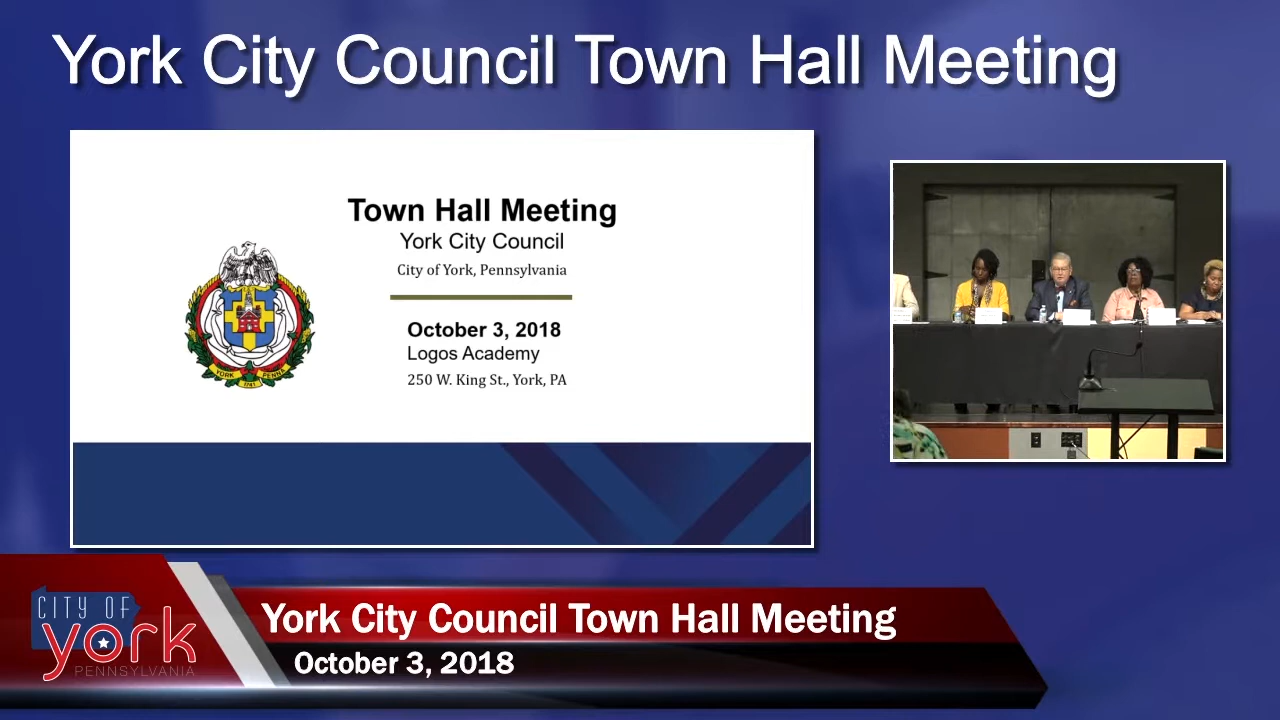 York City Council Town Hall Meeting
Town Hall Meeting
York City Council
City of York, Pennsylvania
October 3, 2018
Logos Academy
250 W. King St., York, PA
YORK PENNA
1741
CITY OF
york
PENNSYLVANIA
York City Council Town Hall Meeting
October 3, 2018